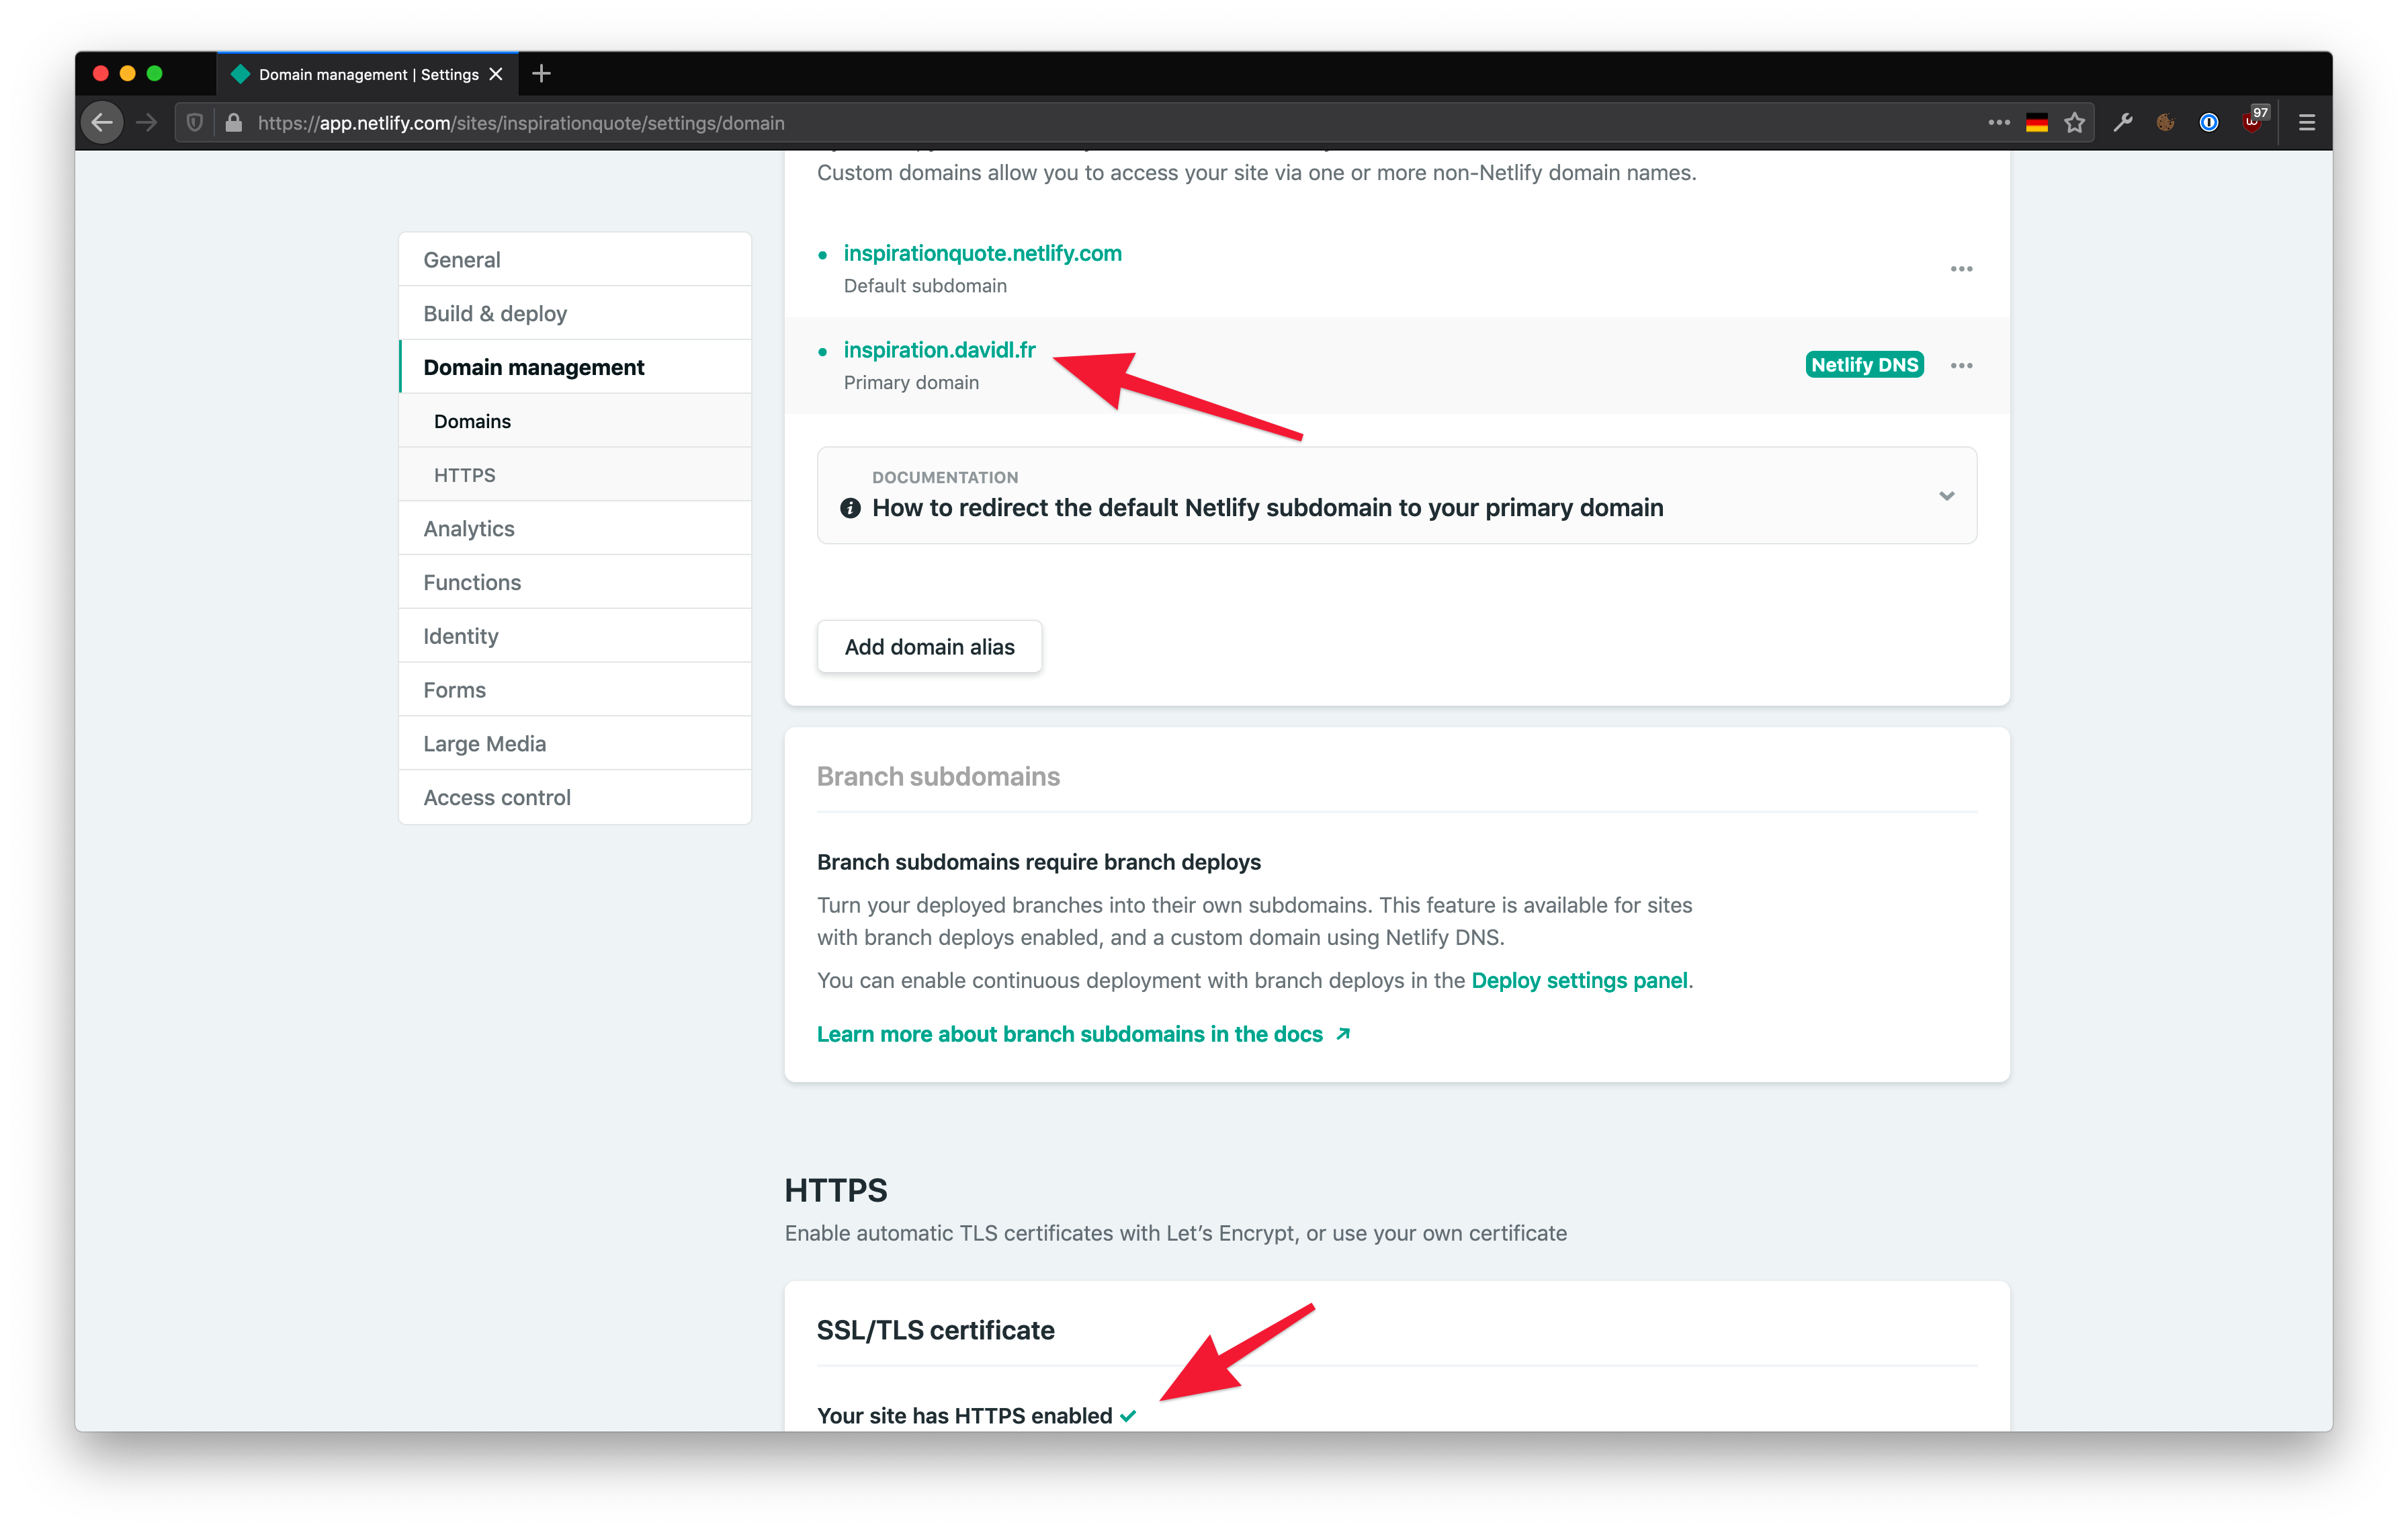 Domain management | Settings
https://app.netlify.com/sites/inspirationquote/settings/domain
97
Custom domains allow you to access your site via one or more non-Netlify domain names.
General
Build & deploy
Domain management
Domains
HTTPS
Analytics
Functions
Identity
Forms
Large Media
Access control
inspirationquote.netlify.com
Default subdomain
inspiration.davidl.fr
Primary domain
Netlify DNS
DOCUMENTATION
How to redirect the default Netlify subdomain to your primary domain
Add domain alias
Branch subdomains
Branch subdomains require branch deploys
Turn your deployed branches into their own subdomains. This feature is available for sites
with branch deploys enabled, and a custom domain using Netlify DNS.
You can enable continuous deployment with branch deploys in the Deploy settings panel.
Learn more about branch subdomains in the docs
HTTPS
Enable automatic TLS certificates with Let’s Encrypt, or use your own certificate
SSL/TLS certificate
Your site has HTTPS enabled